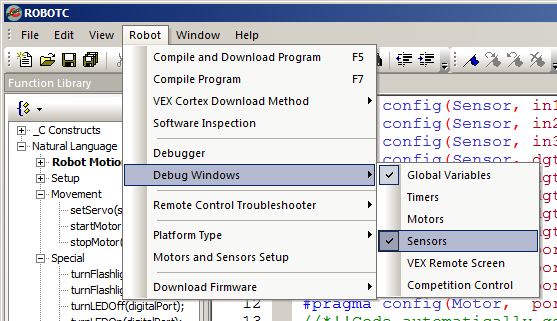 ROBOTC
File Edit View Robot Window Help
Function Library
Compile and Download Program F5
Compile Program F7
VEX Cortex Download Method
Software Inspection
Debugger
Debug Windows
Remote Control Troubleshooter
Platform Type
Motors and Sensors Setup
Download Firmware
Global Variables
Timers
Motors
Sensors
VEX Remote Screen
Competition Control
_C Constructs
Natural Language
Robot Motion
Setup
Movement
setServo(s
startMotor
stopMotor(
Special
turnFlashlig
turnFlashlig
turnLEDOff(digitalPort);
turnLEDOn(digitalPort);
config(Sensor, in1
config(Sensor, in2
config(Sensor, in3
config(Sensor, dgt
12 #pragma config(Motor, por
13 //*!!Code automatically ge